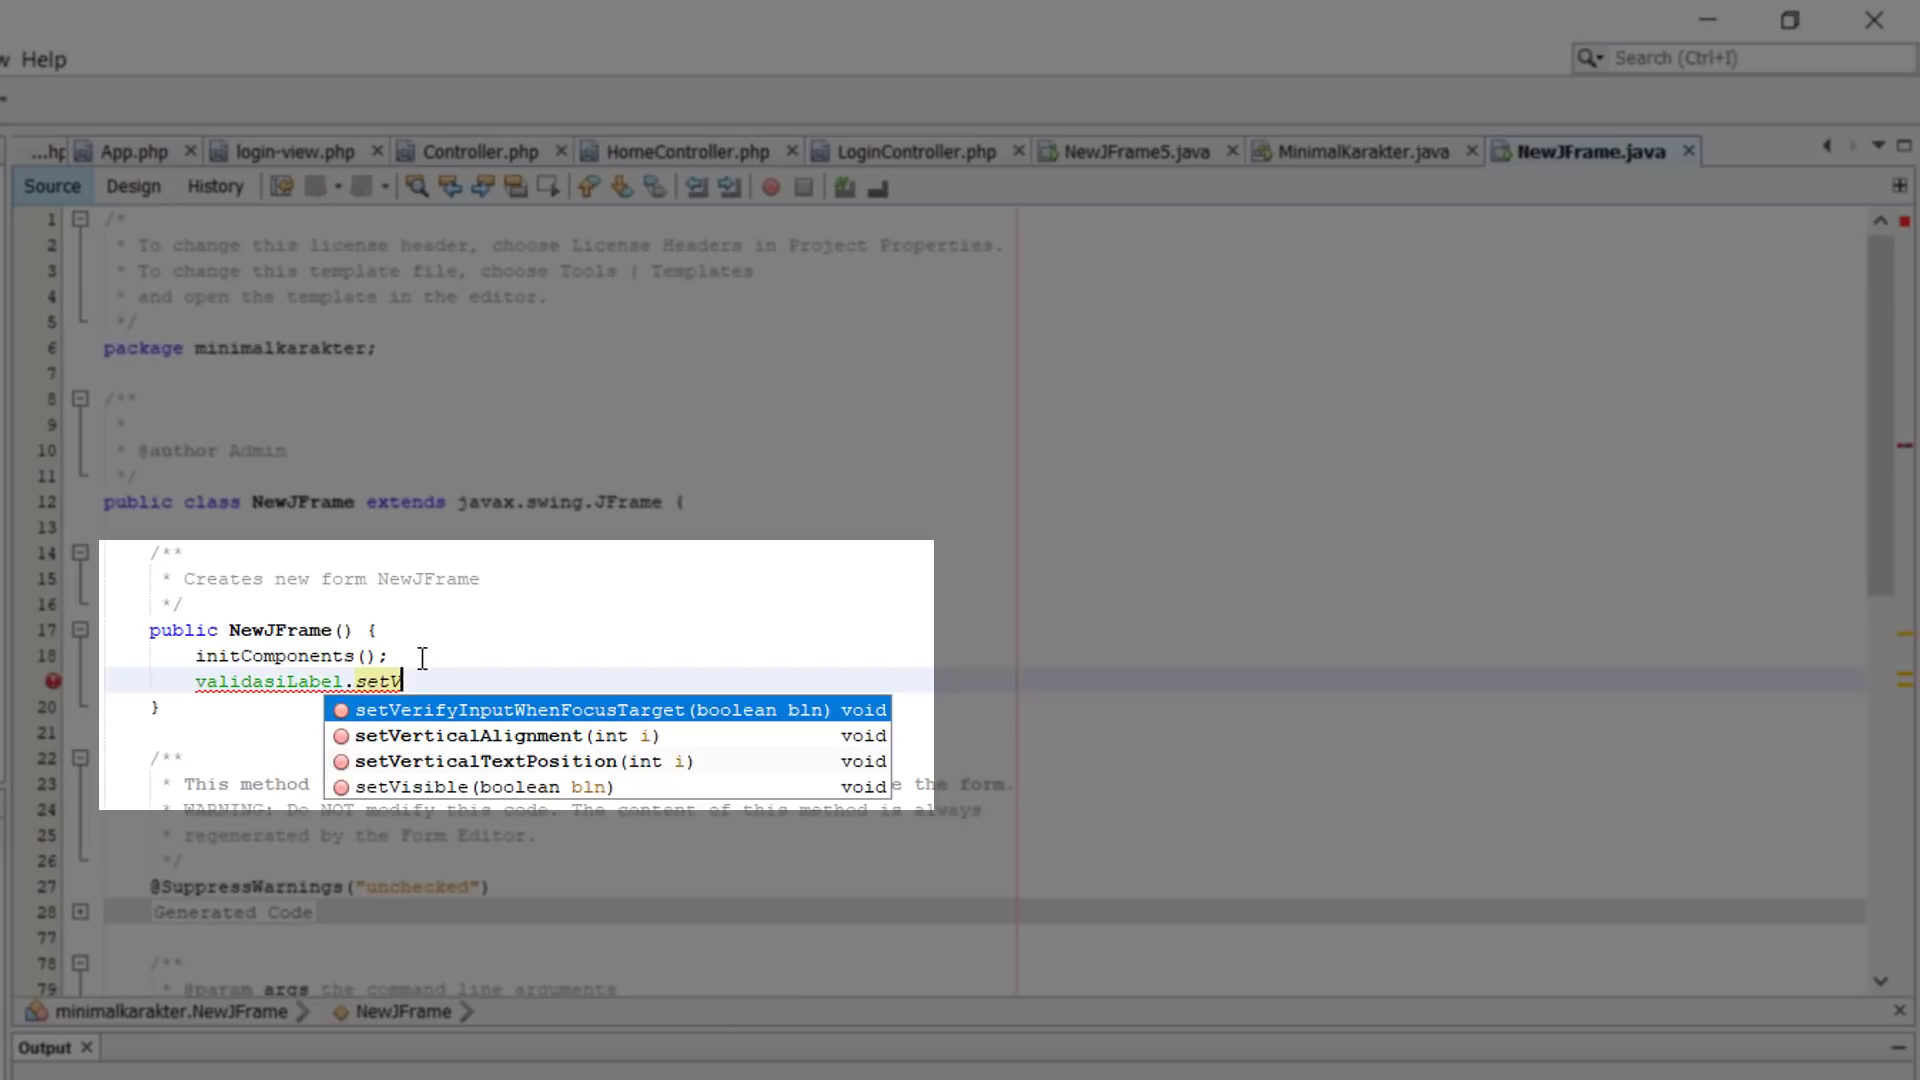 w Help
Search (Ctrl+I)
...hp App.php login-view.php Controller.php HomeController.php LoginController.php NewJFrame5.java MinimalKarakter.java NewJFrame.java
Source Design History
1 /*
2 * To change this license header, choose License Headers in Project Properties.
3 * To change this template file, choose Tools | Templates
4 * and open the template in the editor.
5 */
6 package minimalkarakter;
7
8 /**
9 *
10 * @author Admin
11 */
12 public class NewJFrame extends javax.swing.JFrame {
13
14 /**
15 * Creates new form NewJFrame
16 */
17 public NewJFrame() {
18 initComponents();
validasiLabel.setV
20 }
setVerifyInputWhenFocusTarget(boolean bln) void
21
setVerticalAlignment(int i) void
22 /**
setVerticalTextPosition(int i) void
23 * This method
setVisible(boolean bln) void
e the form.
24 * WARNING: Do NOT modify this code. The content of this method is always
25 * regenerated by the Form Editor.
26 */
27 @SuppressWarnings("unchecked")
28 Generated Code
77
78 /**
79 * @param args the command line arguments
minimalkarakter.NewJFrame NewJFrame
Output